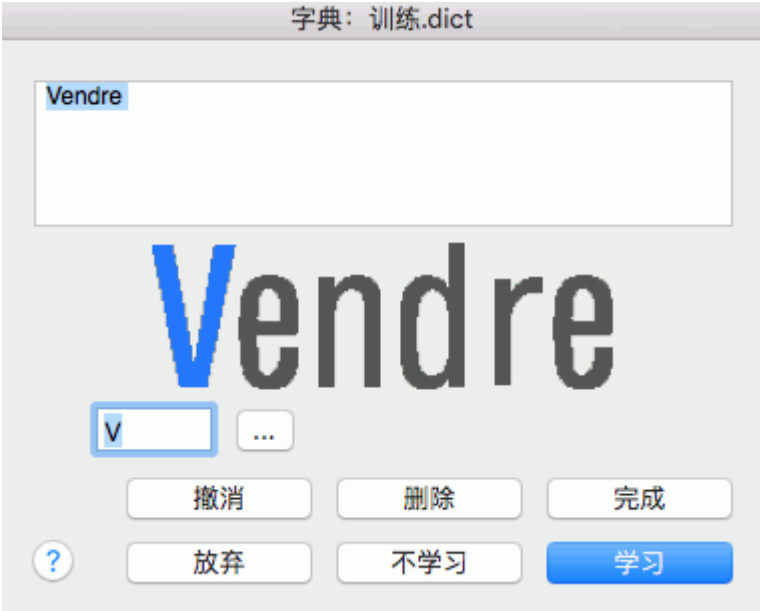 字典：训练.dict
Vendre
Vendre
V ...
撤消 删除 完成
? 放弃 不学习 学习